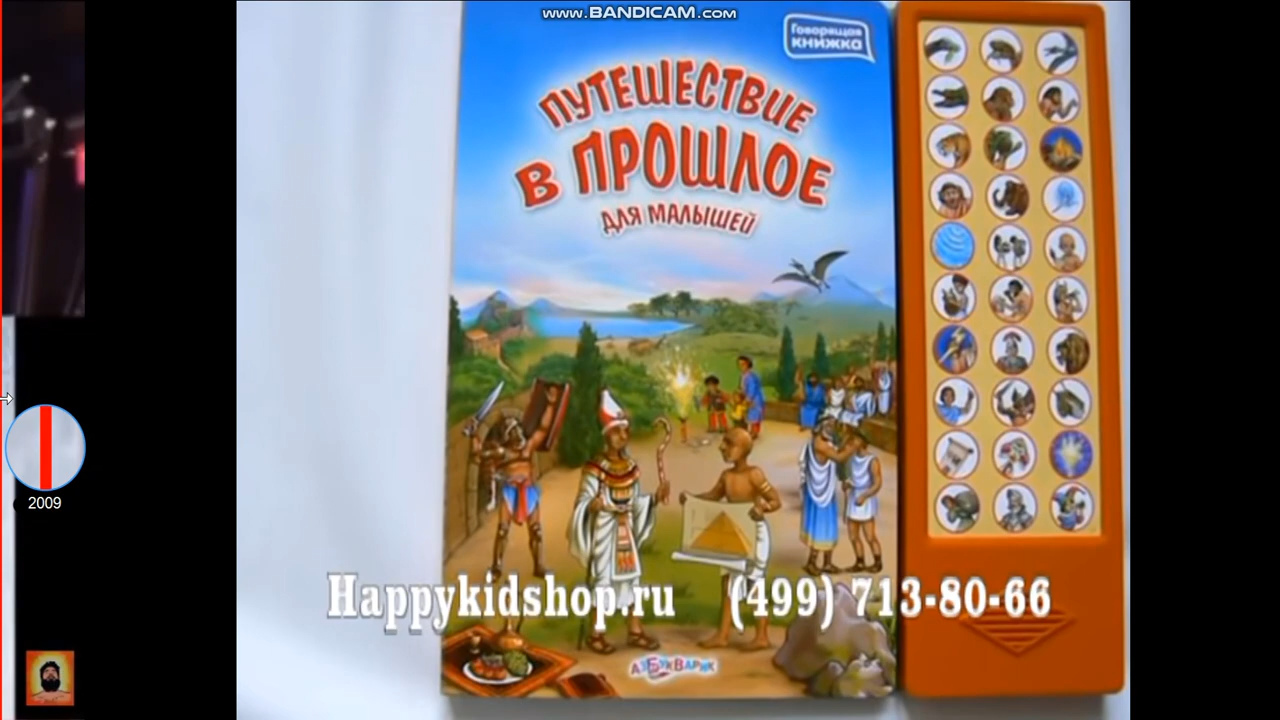 www.BANDICAM.com
Говорящая
книжка
ПУТЕШЕСТВИЕ
В ПРОШЛОЕ
ДЛЯ МАЛЫШЕЙ
2009
Happykidshop.ru (499) 713-80-66
АЗБУКВАРИК